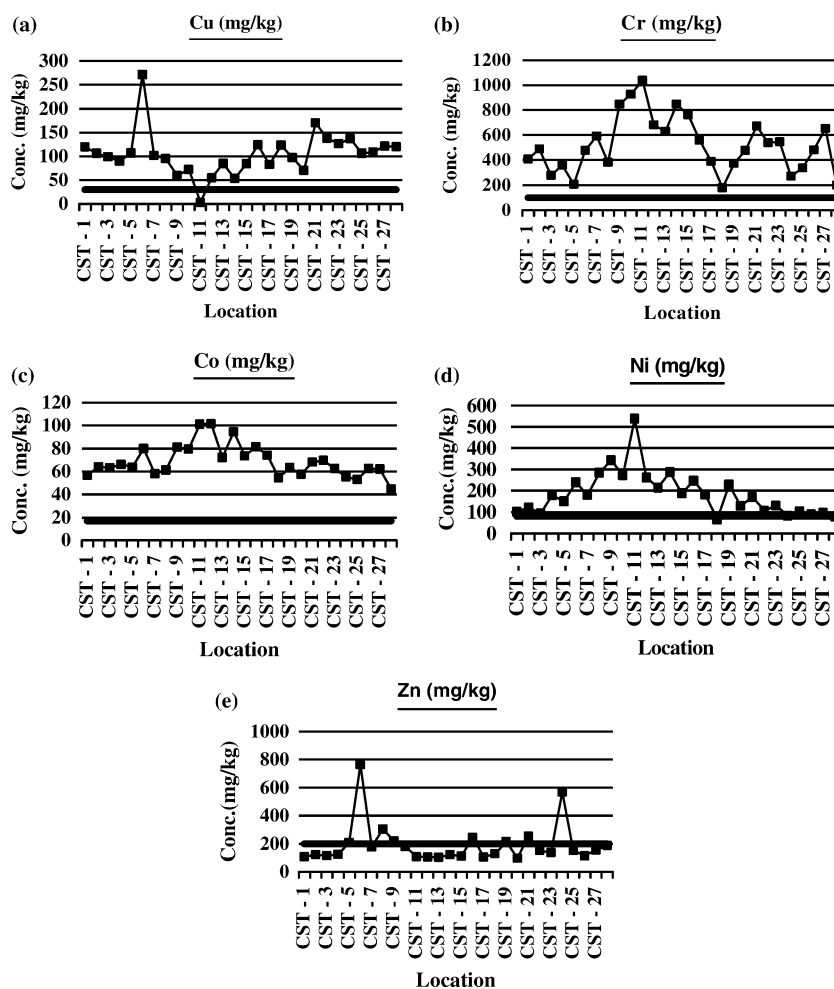 (a)
Cu (mg/kg)
Conc. (mg/kg)
300
250
200
150
100
50
0
CST - 1
CST - 3
CST - 5
CST - 7
CST - 9
CST - 11
CST - 13
CST - 15
CST - 17
CST - 19
CST - 21
CST - 23
CST - 25
CST - 27
Location
(b)
Cr (mg/kg)
Conc. (mg/kg)
1200
1000
800
600
400
200
0
CST - 1
CST - 3
CST - 5
CST - 7
CST - 9
CST - 11
CST - 13
CST - 15
CST - 17
CST - 19
CST - 21
CST - 23
CST - 25
CST - 27
Location
(c)
Co (mg/kg)
Conc. (mg/kg)
120
100
80
60
40
20
0
CST - 1
CST - 3
CST - 5
CST - 7
CST - 9
CST - 11
CST - 13
CST - 15
CST - 17
CST - 19
CST - 21
CST - 23
CST - 25
CST - 27
Location
(d)
Ni (mg/kg)
Conc.(mg/kg)
600
500
400
300
200
100
0
CST - 1
CST - 3
CST - 5
CST - 7
CST - 9
CST - 11
CST - 13
CST - 15
CST - 17
CST - 19
CST - 21
CST - 23
CST - 25
CST - 27
Location
(e)
Zn (mg/kg)
Conc.(mg/kg)
1000
800
600
400
200
0
CST - 1
CST - 3
CST - 5
CST - 7
CST - 9
CST - 11
CST - 13
CST - 15
CST - 17
CST - 19
CST - 21
CST - 23
CST - 25
CST - 27
Location